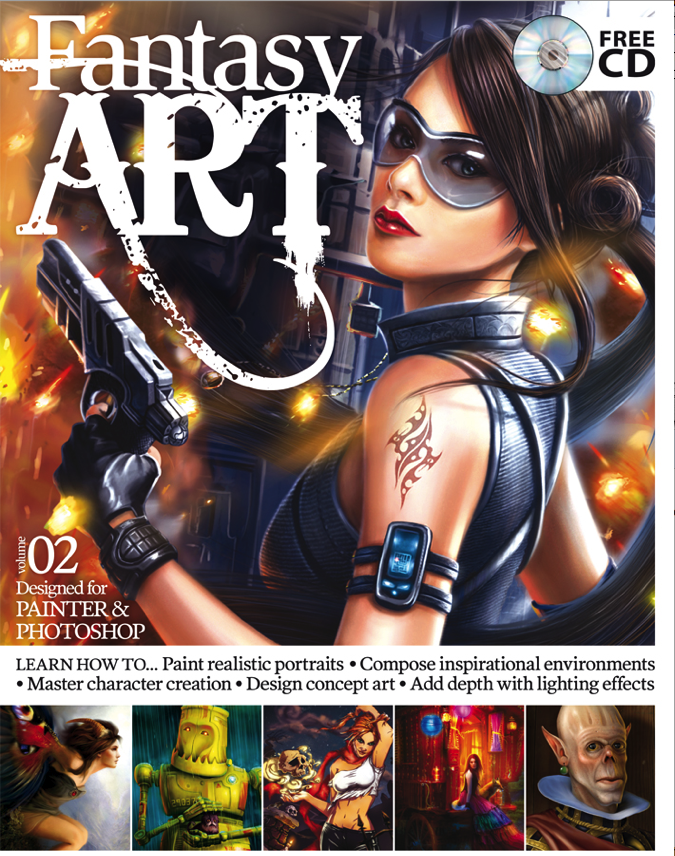 Fantasy
ART
FREE
CD
volume
02
Designed for
PAINTER &
PHOTOSHOP
LEARN HOW TO... Paint realistic portraits • Compose inspirational environments
• Master character creation • Design concept art • Add depth with lighting effects